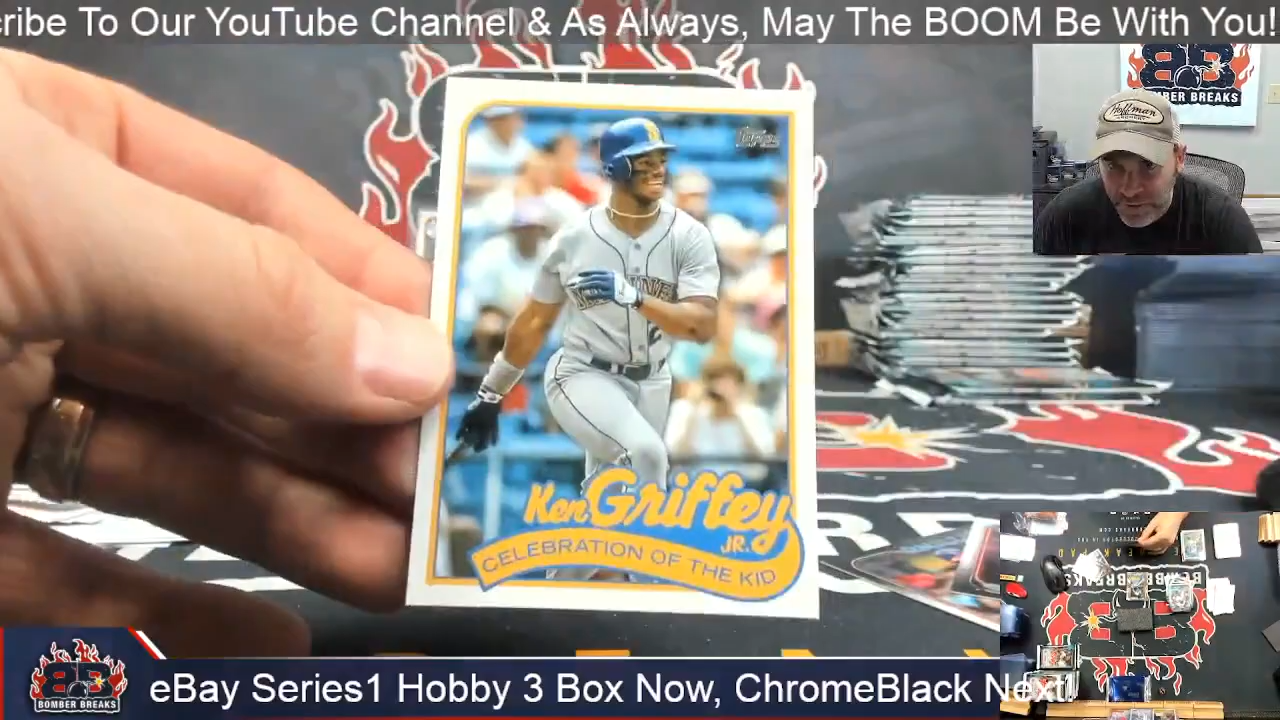 cribe To Our YouTube Channel & As Always, May The BOOM Be With You!
BOMBER BREAKS
Hoffman
ARCHERY
Topps
Ken Griffey
JR.
CELEBRATION OF THE KID
BOMBER BREAKS
eBay Series1 Hobby 3 Box Now, ChromeBlack Next!